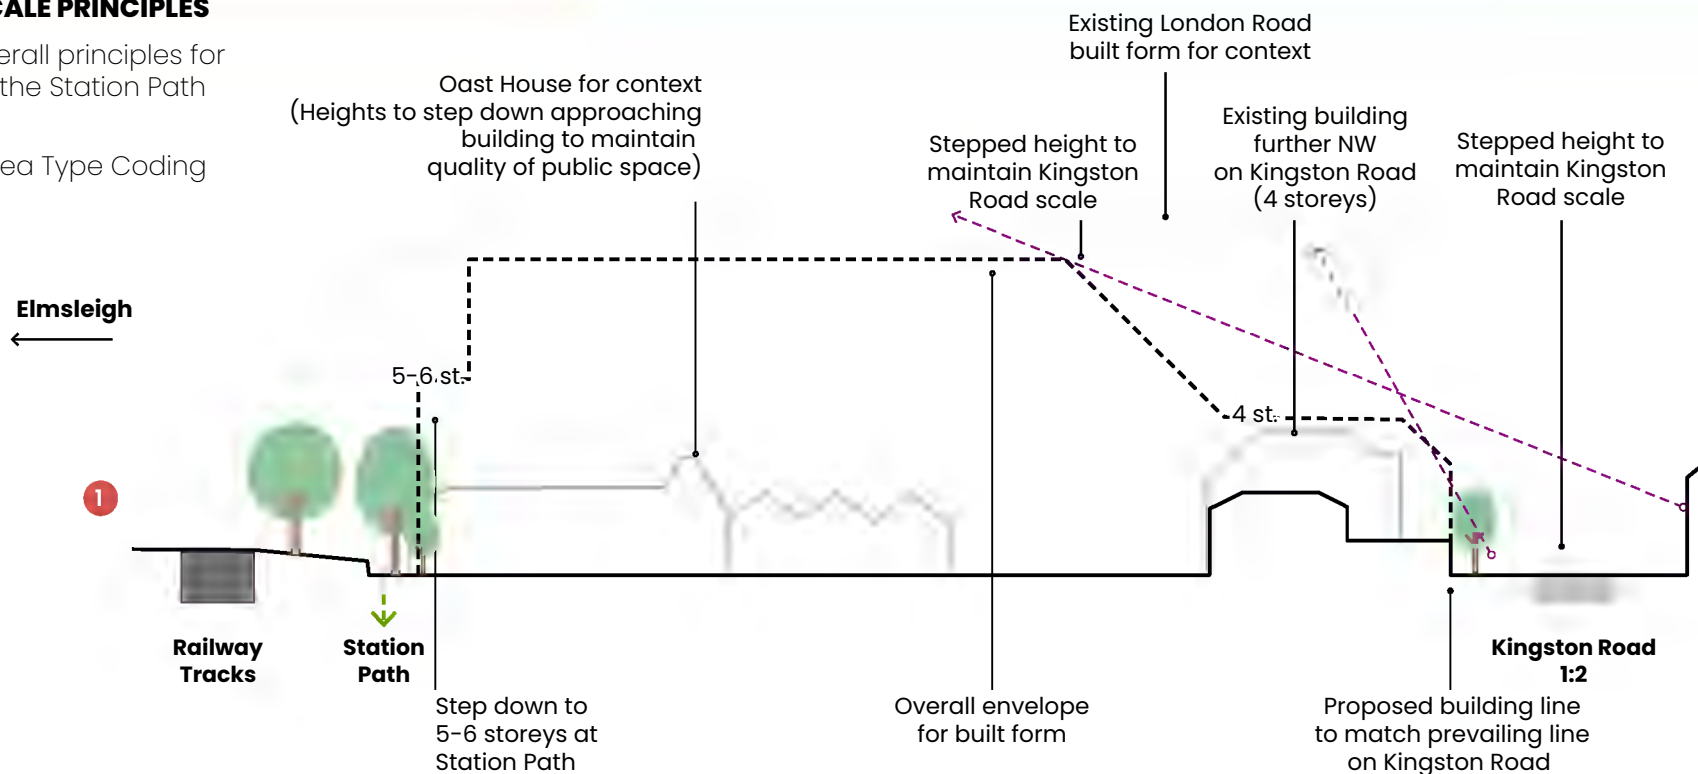 CALE PRINCIPLES
erall principles for
the Station Path
ea Type Coding
Oast House for context
(Heights to step down approaching
building to maintain
quality of public space)
Existing London Road
built form for context
Stepped height to
maintain Kingston
Road scale
Existing building
further NW
on Kingston Road
(4 storeys)
Stepped height to
maintain Kingston
Road scale
Elmsleigh
5-6 st.
4 st.
1
Railway
Tracks
Station
Path
Kingston Road
1:2
Step down to
5-6 storeys at
Station Path
Overall envelope
for built form
Proposed building line
to match prevailing line
on Kingston Road